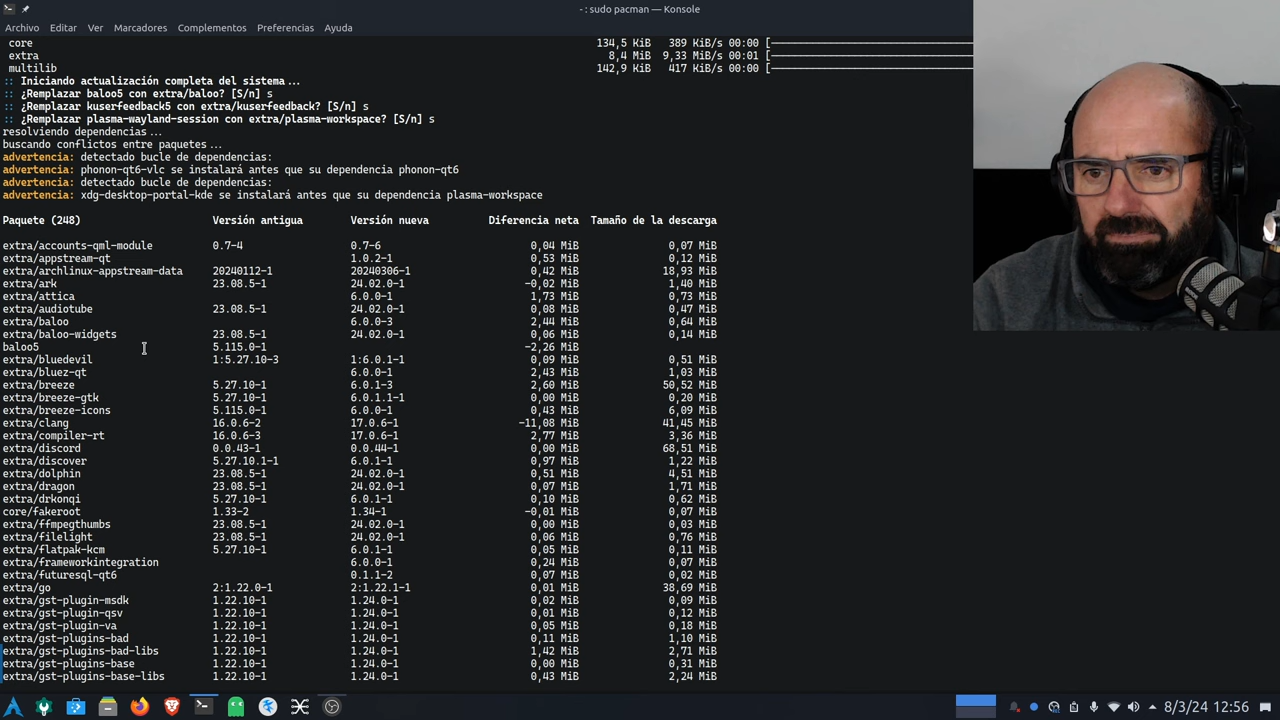 - : sudo pacman — Konsole
Archivo Editar Ver Marcadores Complementos Preferencias Ayuda
core 134,5 KiB 389 KiB/s 00:00 [
extra 8,4 MiB 9,33 MiB/s 00:01 [
multilib 142,9 KiB 417 KiB/s 00:00 [
:: Iniciando actualización completa del sistema...
:: ¿Remplazar baloo5 con extra/baloo? [S/n] s
:: ¿Remplazar kuserfeedback5 con extra/kuserfeedback? [S/n] s
:: ¿Remplazar plasma-wayland-session con extra/plasma-workspace? [S/n] s
resolviendo dependencias...
buscando conflictos entre paquetes...
advertencia: detectado bucle de dependencias:
advertencia: phonon-qt6-vlc se instalará antes que su dependencia phonon-qt6
advertencia: detectado bucle de dependencias:
advertencia: xdg-desktop-portal-kde se instalará antes que su dependencia plasma-workspace
Paquete (248) Versión antigua Versión nueva Diferencia neta Tamaño de la descarga
extra/accounts-qml-module 0.7-4 0.7-6 0,04 MiB 0,07 MiB
extra/appstream-qt 1.0.2-1 0,53 MiB 0,12 MiB
extra/archlinux-appstream-data 20240112-1 20240306-1 0,42 MiB 18,93 MiB
extra/ark 23.08.5-1 24.02.0-1 -0,02 MiB 1,40 MiB
extra/attica 6.0.0-1 1,73 MiB 0,73 MiB
extra/audiotube 23.08.5-1 24.02.0-1 0,08 MiB 0,47 MiB
extra/baloo 6.0.0-3 2,44 MiB 0,64 MiB
extra/baloo-widgets 23.08.5-1 24.02.0-1 0,06 MiB 0,14 MiB
baloo5 5.115.0-1 -2,26 MiB
extra/bluedevil 1:5.27.10-3 1:6.0.1-1 0,09 MiB 0,51 MiB
extra/bluez-qt 6.0.0-1 2,43 MiB 1,03 MiB
extra/breeze 5.27.10-1 6.0.1-3 2,60 MiB 50,52 MiB
extra/breeze-gtk 5.27.10-1 6.0.1.1-1 0,00 MiB 0,20 MiB
extra/breeze-icons 5.115.0-1 6.0.0-1 0,43 MiB 6,09 MiB
extra/clang 16.0.6-2 17.0.6-1 -11,08 MiB 41,45 MiB
extra/compiler-rt 16.0.6-3 17.0.6-1 2,77 MiB 3,36 MiB
extra/discord 0.0.43-1 0.0.44-1 0,00 MiB 68,51 MiB
extra/discover 5.27.10.1-1 6.0.1-1 0,97 MiB 1,22 MiB
extra/dolphin 23.08.5-1 24.02.0-1 0,51 MiB 4,51 MiB
extra/dragon 23.08.5-1 24.02.0-1 0,07 MiB 1,71 MiB
extra/drkonqi 5.27.10-1 6.0.1-1 0,10 MiB 0,62 MiB
core/fakeroot 1.33-2 1.34-1 -0,01 MiB 0,07 MiB
extra/ffmpegthumbs 23.08.5-1 24.02.0-1 0,00 MiB 0,03 MiB
extra/filelight 23.08.5-1 24.02.0-1 0,06 MiB 0,76 MiB
extra/flatpak-kcm 5.27.10-1 6.0.1-1 0,05 MiB 0,11 MiB
extra/frameworkintegration 6.0.0-1 0,24 MiB 0,07 MiB
extra/futuresql-qt6 0.1.1-2 0,07 MiB 0,02 MiB
extra/go 2:1.22.0-1 2:1.22.1-1 0,01 MiB 38,69 MiB
extra/gst-plugin-msdk 1.22.10-1 1.24.0-1 0,02 MiB 0,09 MiB
extra/gst-plugin-qsv 1.22.10-1 1.24.0-1 0,01 MiB 0,12 MiB
extra/gst-plugin-va 1.22.10-1 1.24.0-1 0,05 MiB 0,18 MiB
extra/gst-plugins-bad 1.22.10-1 1.24.0-1 0,11 MiB 1,10 MiB
extra/gst-plugins-bad-libs 1.22.10-1 1.24.0-1 1,42 MiB 2,71 MiB
extra/gst-plugins-base 1.22.10-1 1.24.0-1 0,00 MiB 0,31 MiB
extra/gst-plugins-base-libs 1.22.10-1 1.24.0-1 0,43 MiB 2,24 MiB
8/3/24 12:56